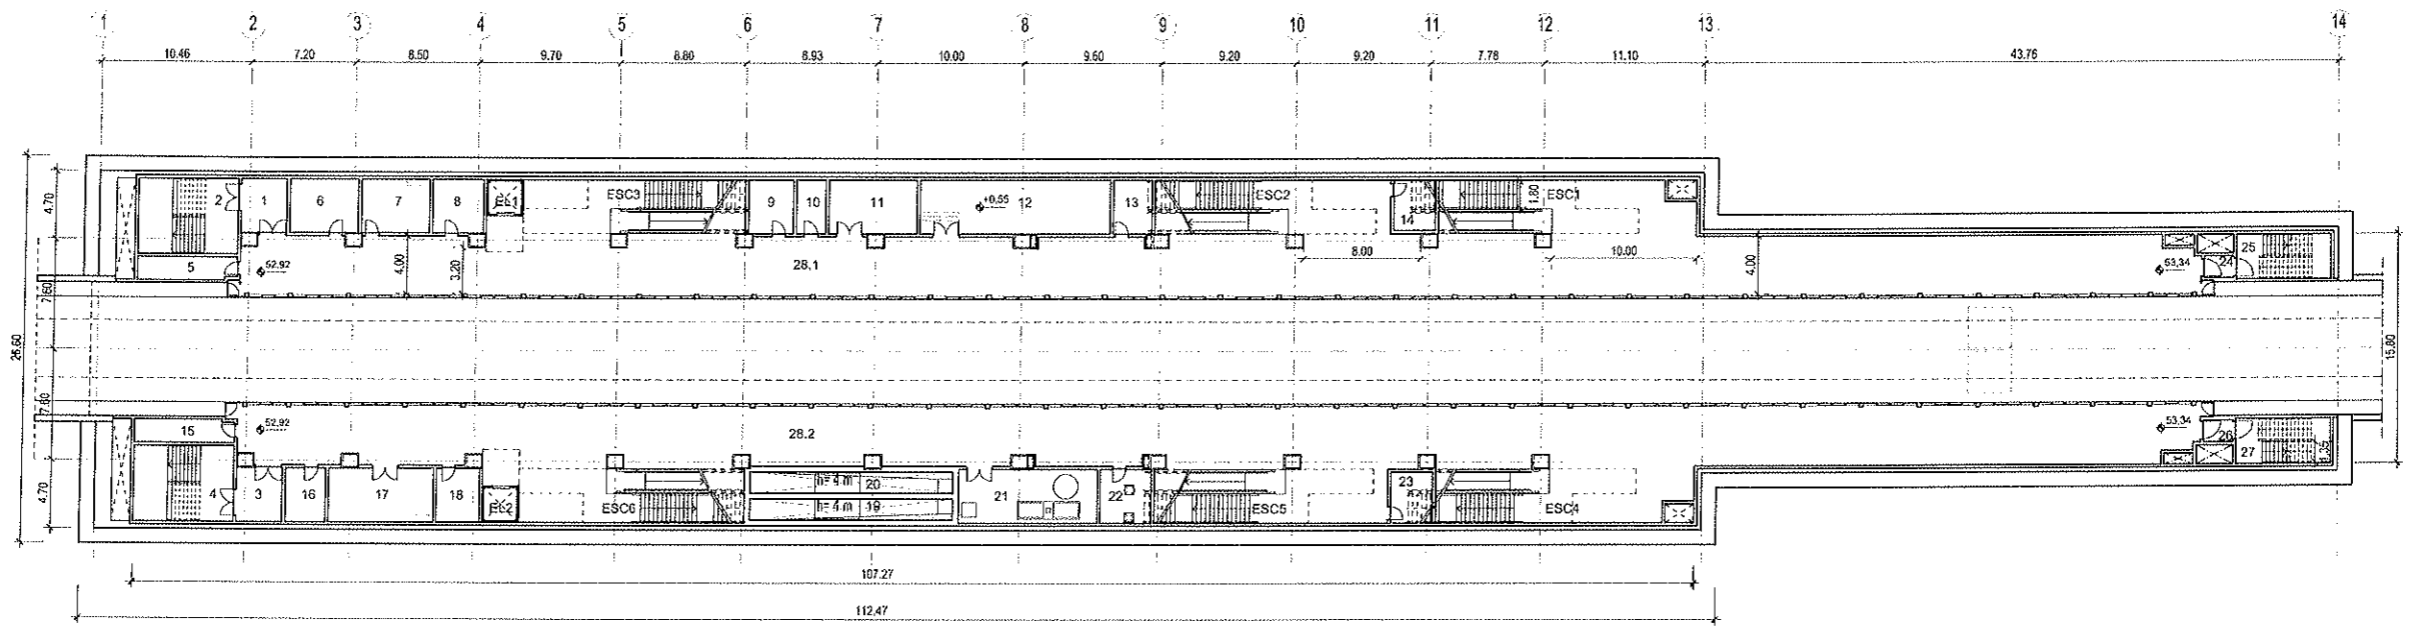 1 2 3 4 5 6 7 8 9 10 11 12 13 14
10.46 7.20 8.50 9.70 8.80 8.93 10.00 9.60 9.20 9.20 7.78 11.10 43.76
4.70
2 1 6 7 8 EL1 ESC3 9 10 11 +0,55 12 13 ESC2 14 1.80 ESC1
5 52,92 4.00 3.20 28.1 8.00 10.00 4.00 53,34 24 25
7.60
26.60
15.80
7.60
15 52,92 28.2 53,34 26
27 1.35
4.70
4 3 16 17 18 EL2 ESC6 h= 4 m 20 21 22 ESC5 23 ESC4
h= 4 m 19
107.27
112.47